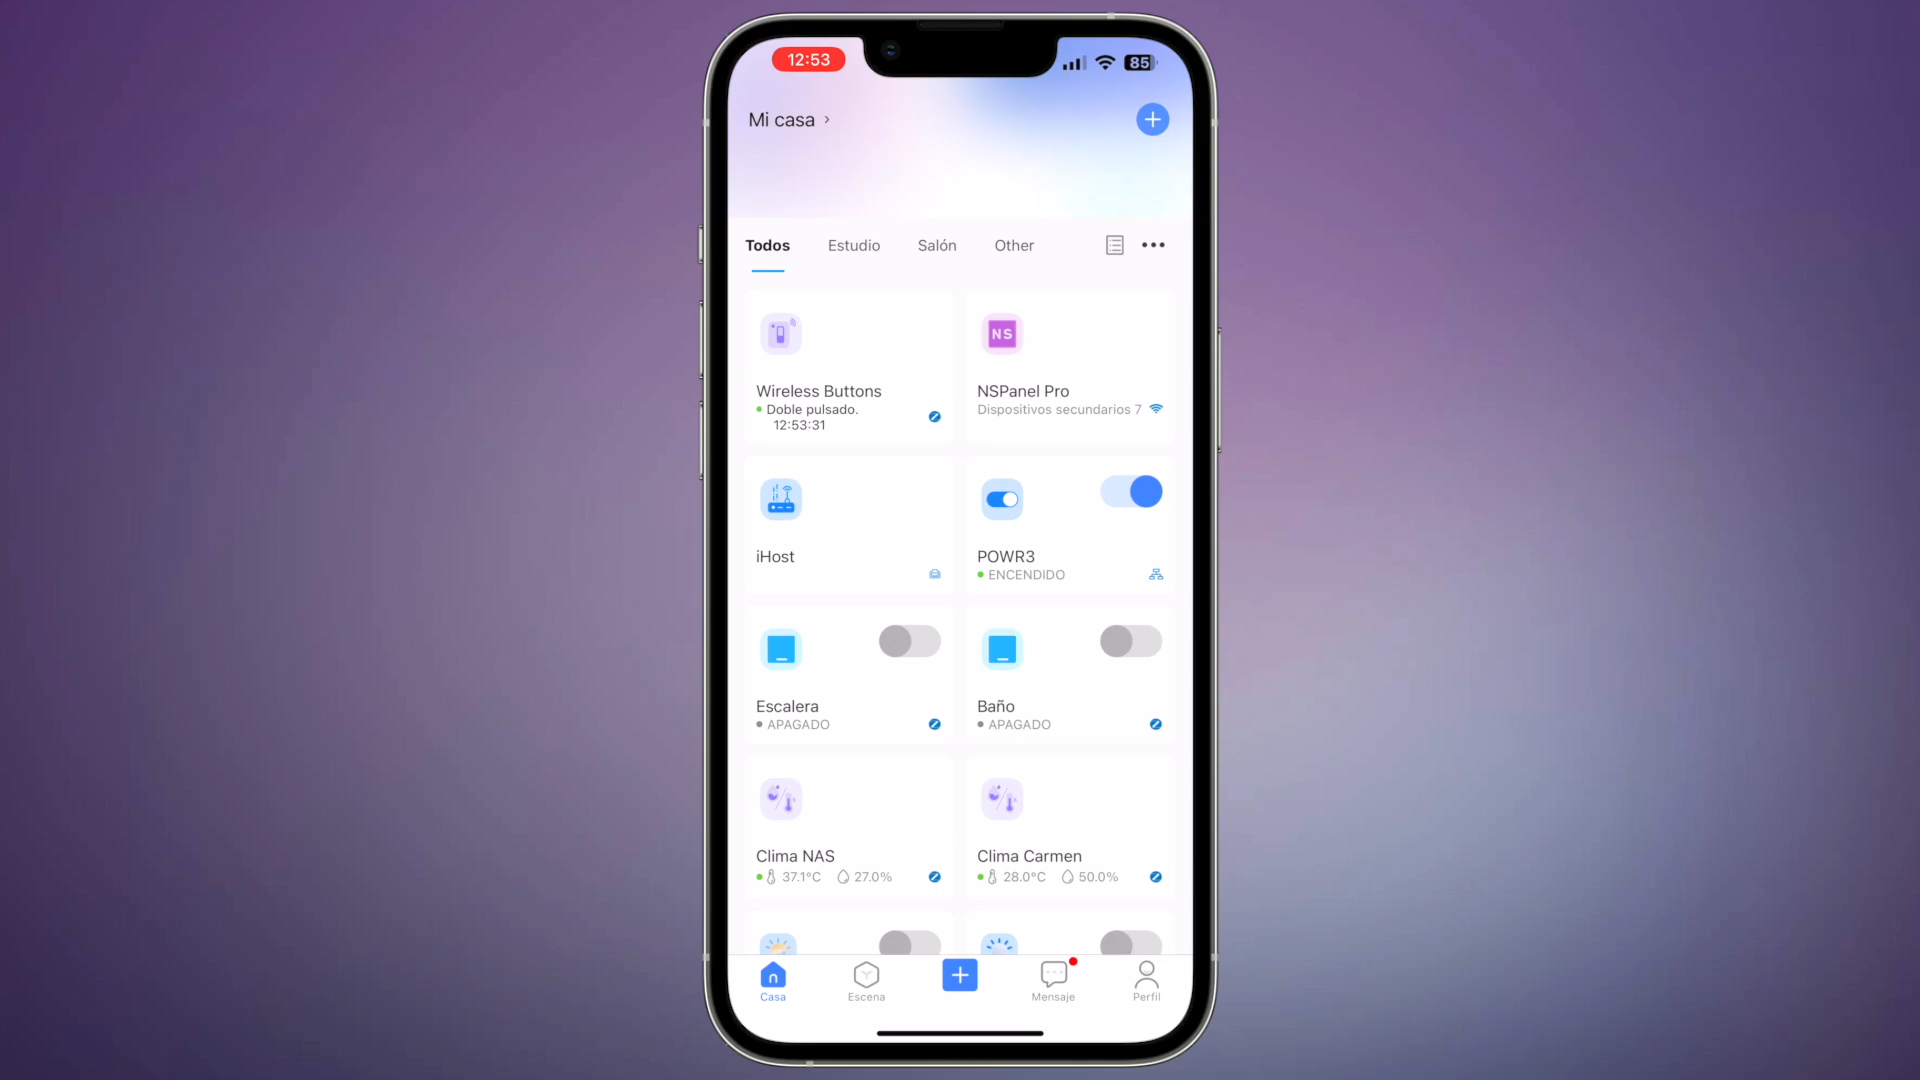 12:53
85
Mi casa
Todos Estudio Salón Other
Wireless Buttons
Doble pulsado.
12:53:31
NS
NSPanel Pro
Dispositivos secundarios 7
iHost
POWR3
ENCENDIDO
Escalera
APAGADO
Baño
APAGADO
Clima NAS
37.1°C 27.0%
Clima Carmen
28.0°C 50.0%
Casa Escena Mensaje Perfil